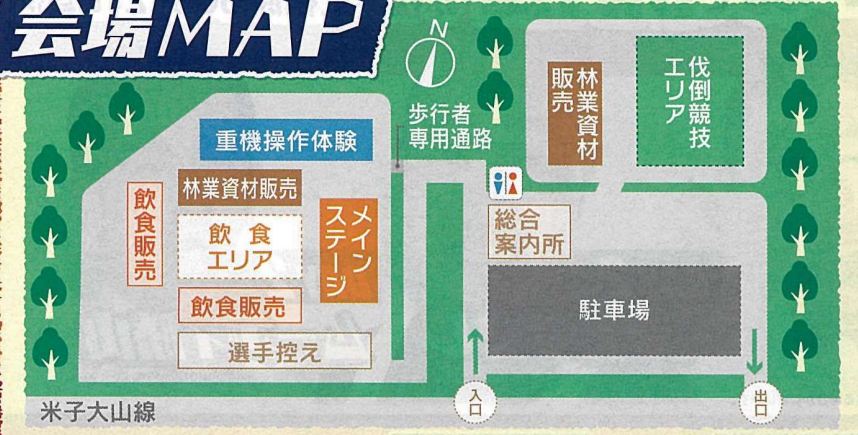 会場MAP
N
歩行者
専用通路
重機操作体験
林業資材販売
飲食販売
飲 食
エリア
メイン
ステージ
飲食販売
選手控え
林業資材
販売
伐倒競技
エリア
総合
案内所
駐車場
入口
出口
米子大山線